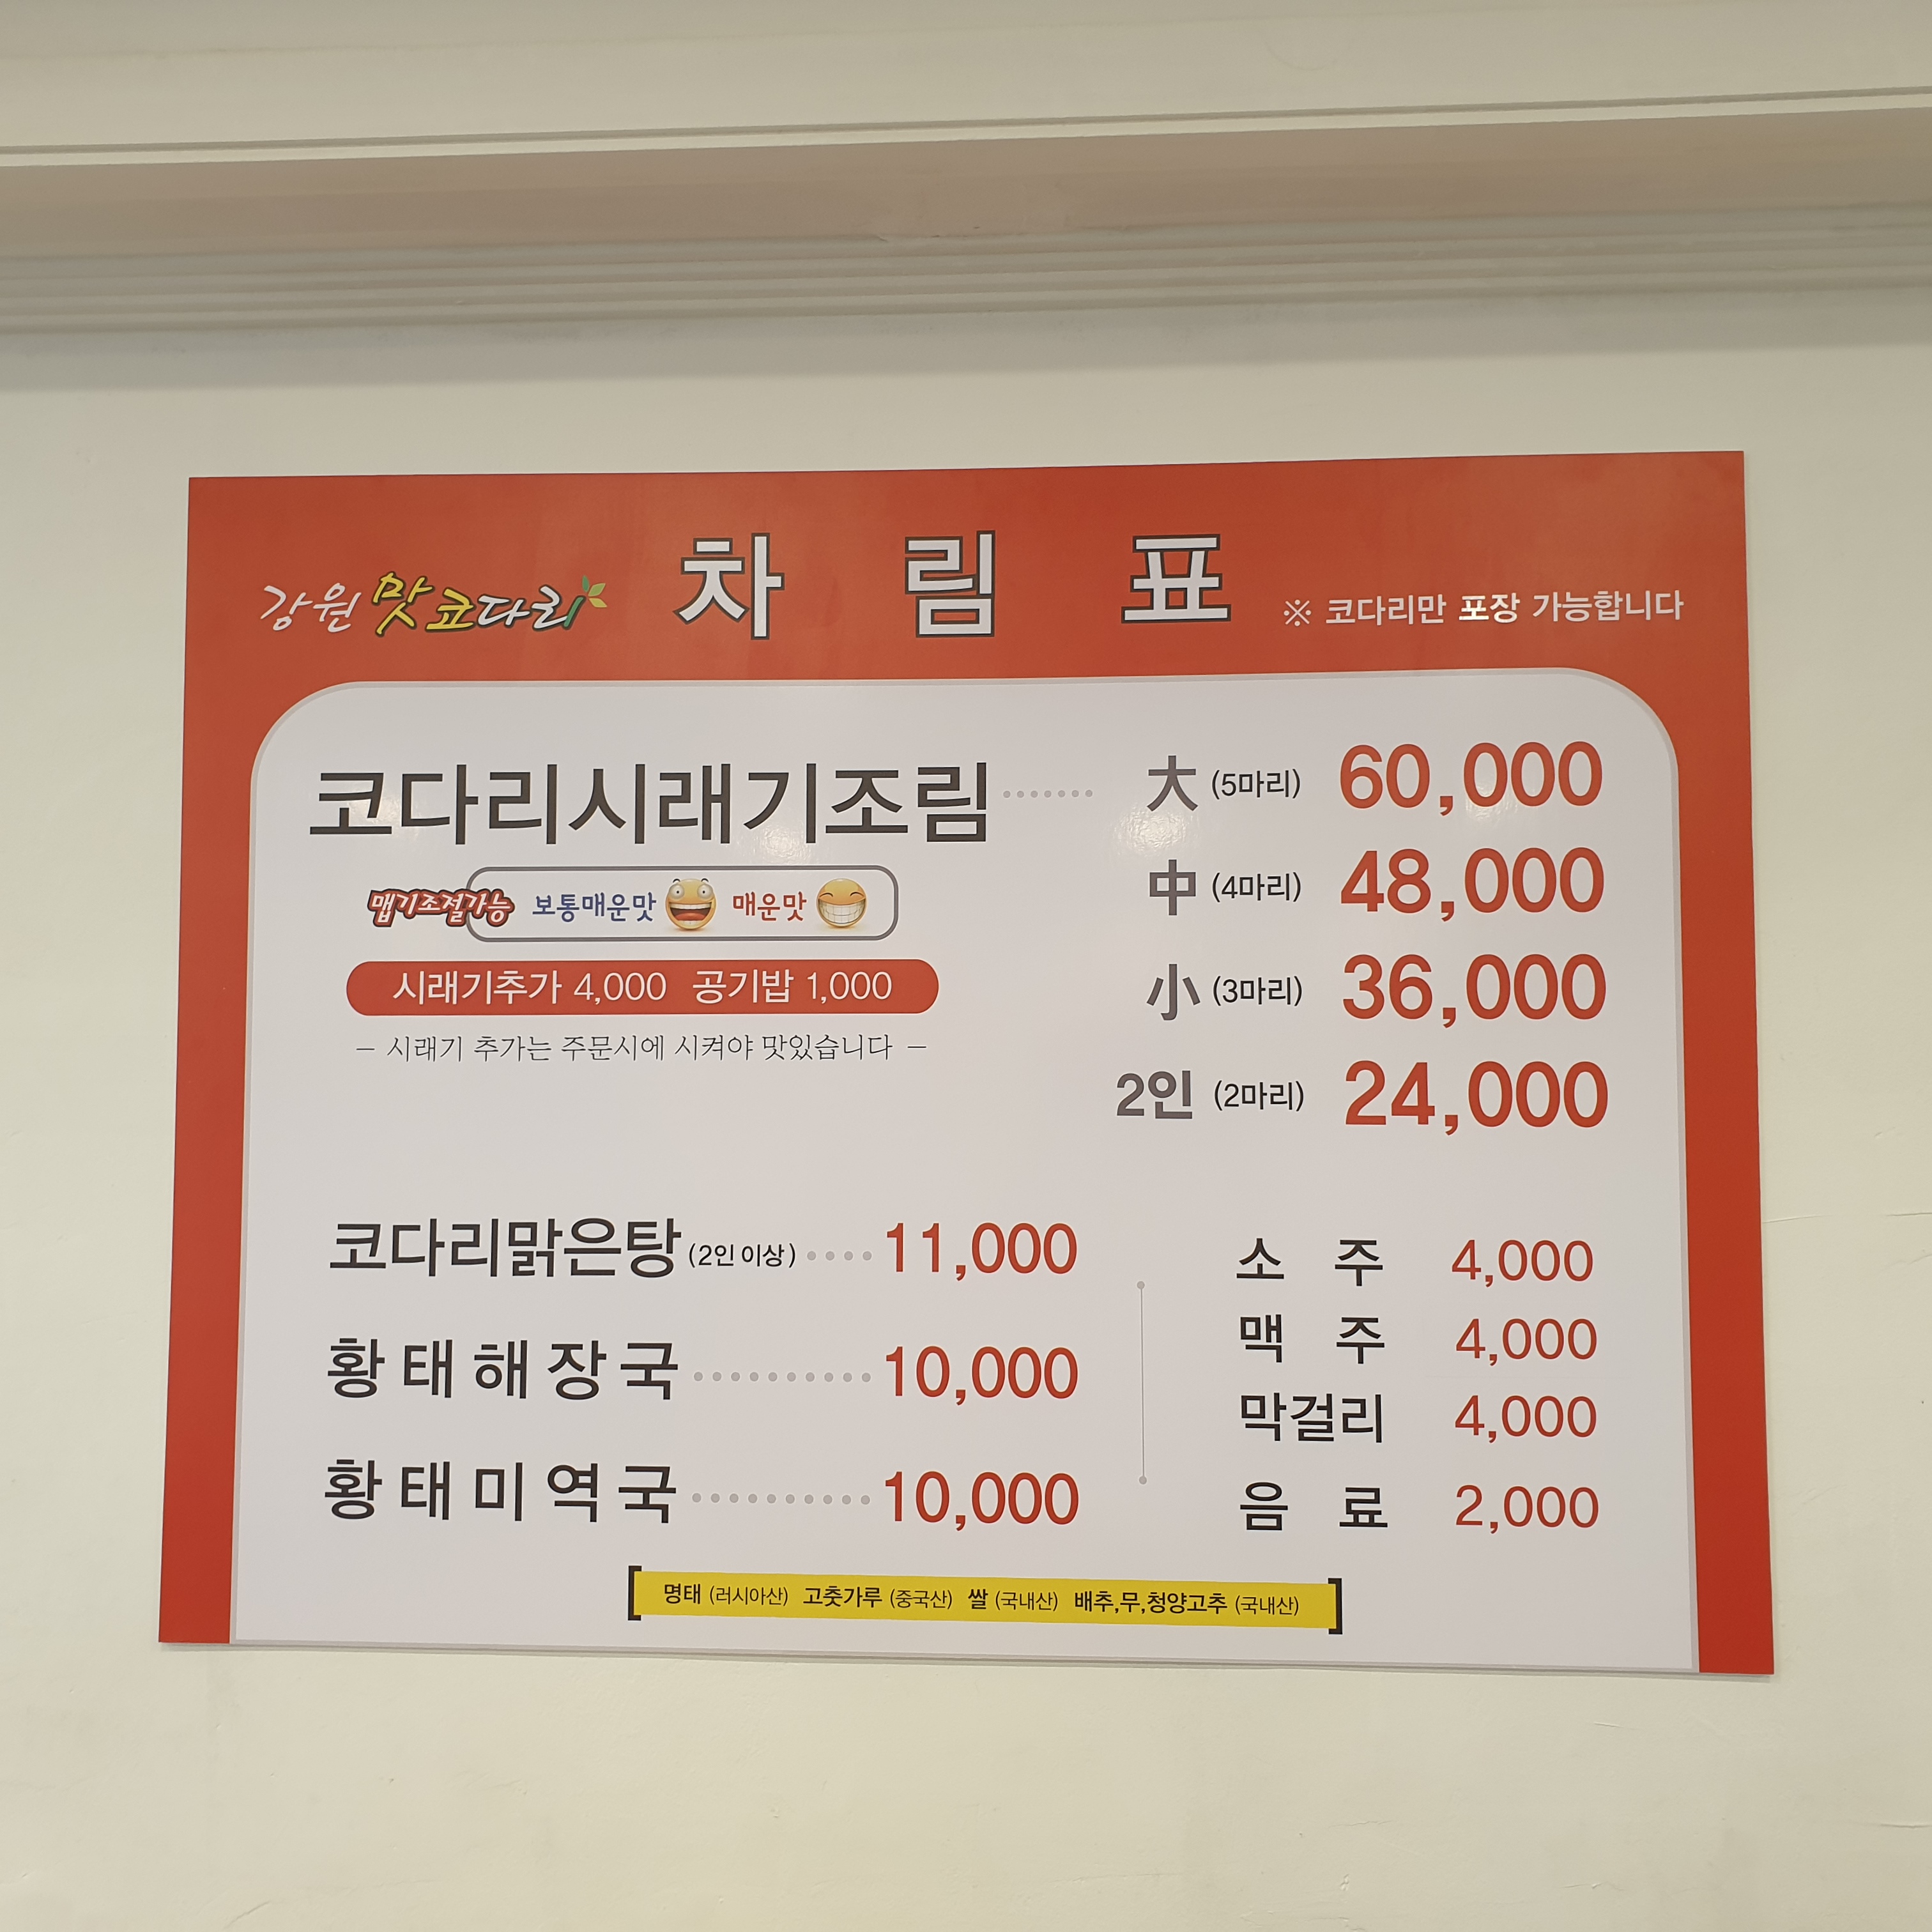 강원 맛코다리 차림표 ※ 코다리만 포장 가능합니다
코다리시래기조림 ······· 大 (5마리) 60,000
中 (4마리) 48,000
小 (3마리) 36,000
2인 (2마리) 24,000
맵기조절가능 보통매운맛 매운맛
시래기추가 4,000 공기밥 1,000
– 시래기 추가는 주문시에 시켜야 맛있습니다 –
코다리맑은탕 (2인 이상) ···· 11,000
황태해장국 ·········· 10,000
황태미역국 ·········· 10,000
소주 4,000
맥주 4,000
막걸리 4,000
음료 2,000
[명태 (러시아산) 고춧가루 (중국산) 쌀 (국내산) 배추,무,청양고추 (국내산)]